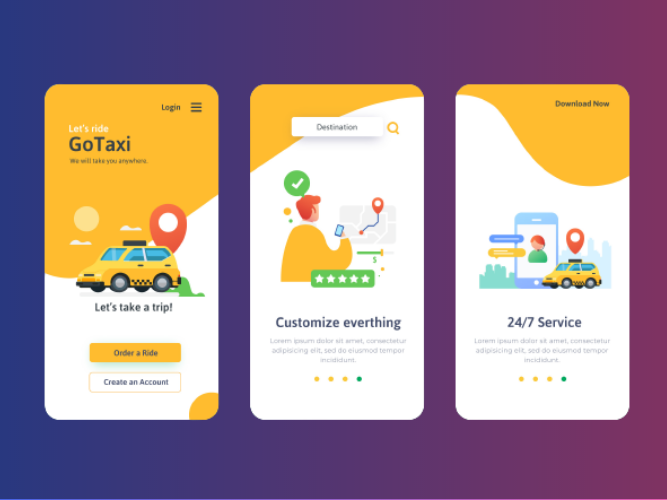 Login
Let's ride
GoTaxi
We will take you anywhere.
Let's take a trip!
Order a Ride
Create an Account
Destination
$
Customize everthing
Lorem ipsum dolor sit amet, consectetur
adipisicing elit, sed do eiusmod tempor
incididunt.
Download Now
24/7 Service
Lorem ipsum dolor sit amet, consectetur
adipisicing elit, sed do eiusmod tempor
incididunt.